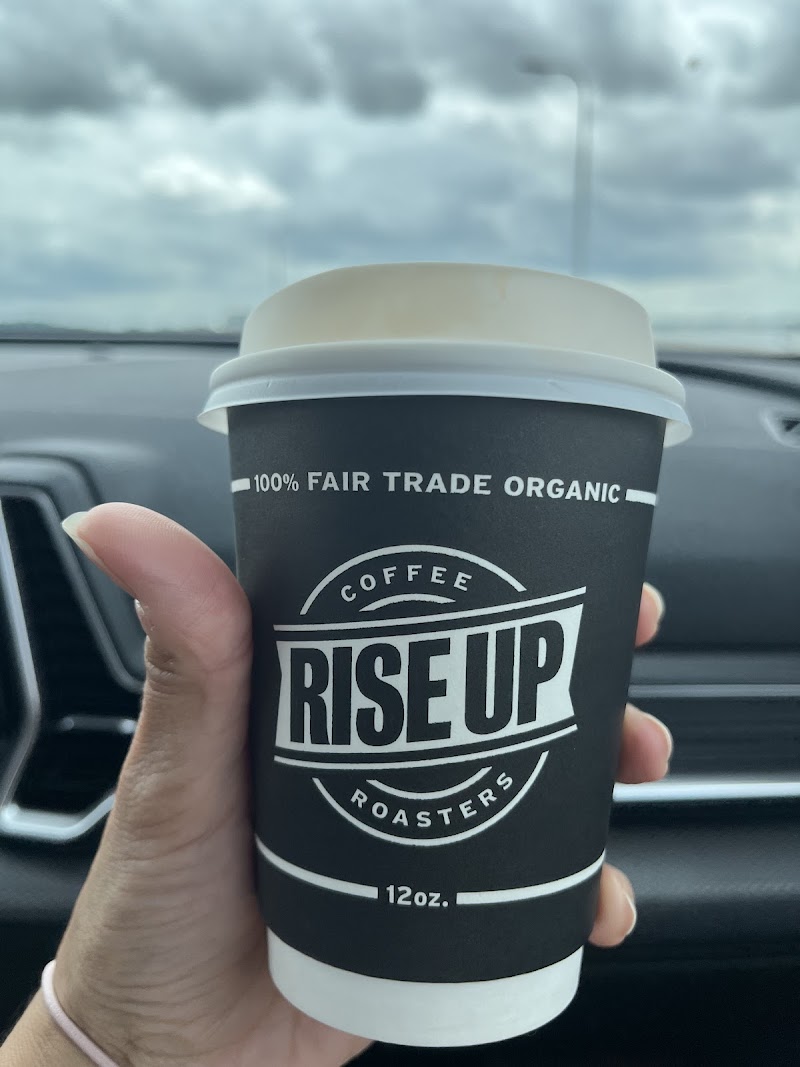 100% FAIR TRADE ORGANIC
COFFEE
RISE UP
ROASTERS
12oz.